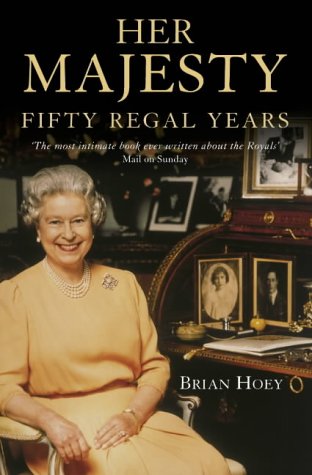 HER
MAJESTY
FIFTY REGAL YEARS
'The most intimate book ever written about the Royals'
Mail on Sunday
BRIAN HOEY